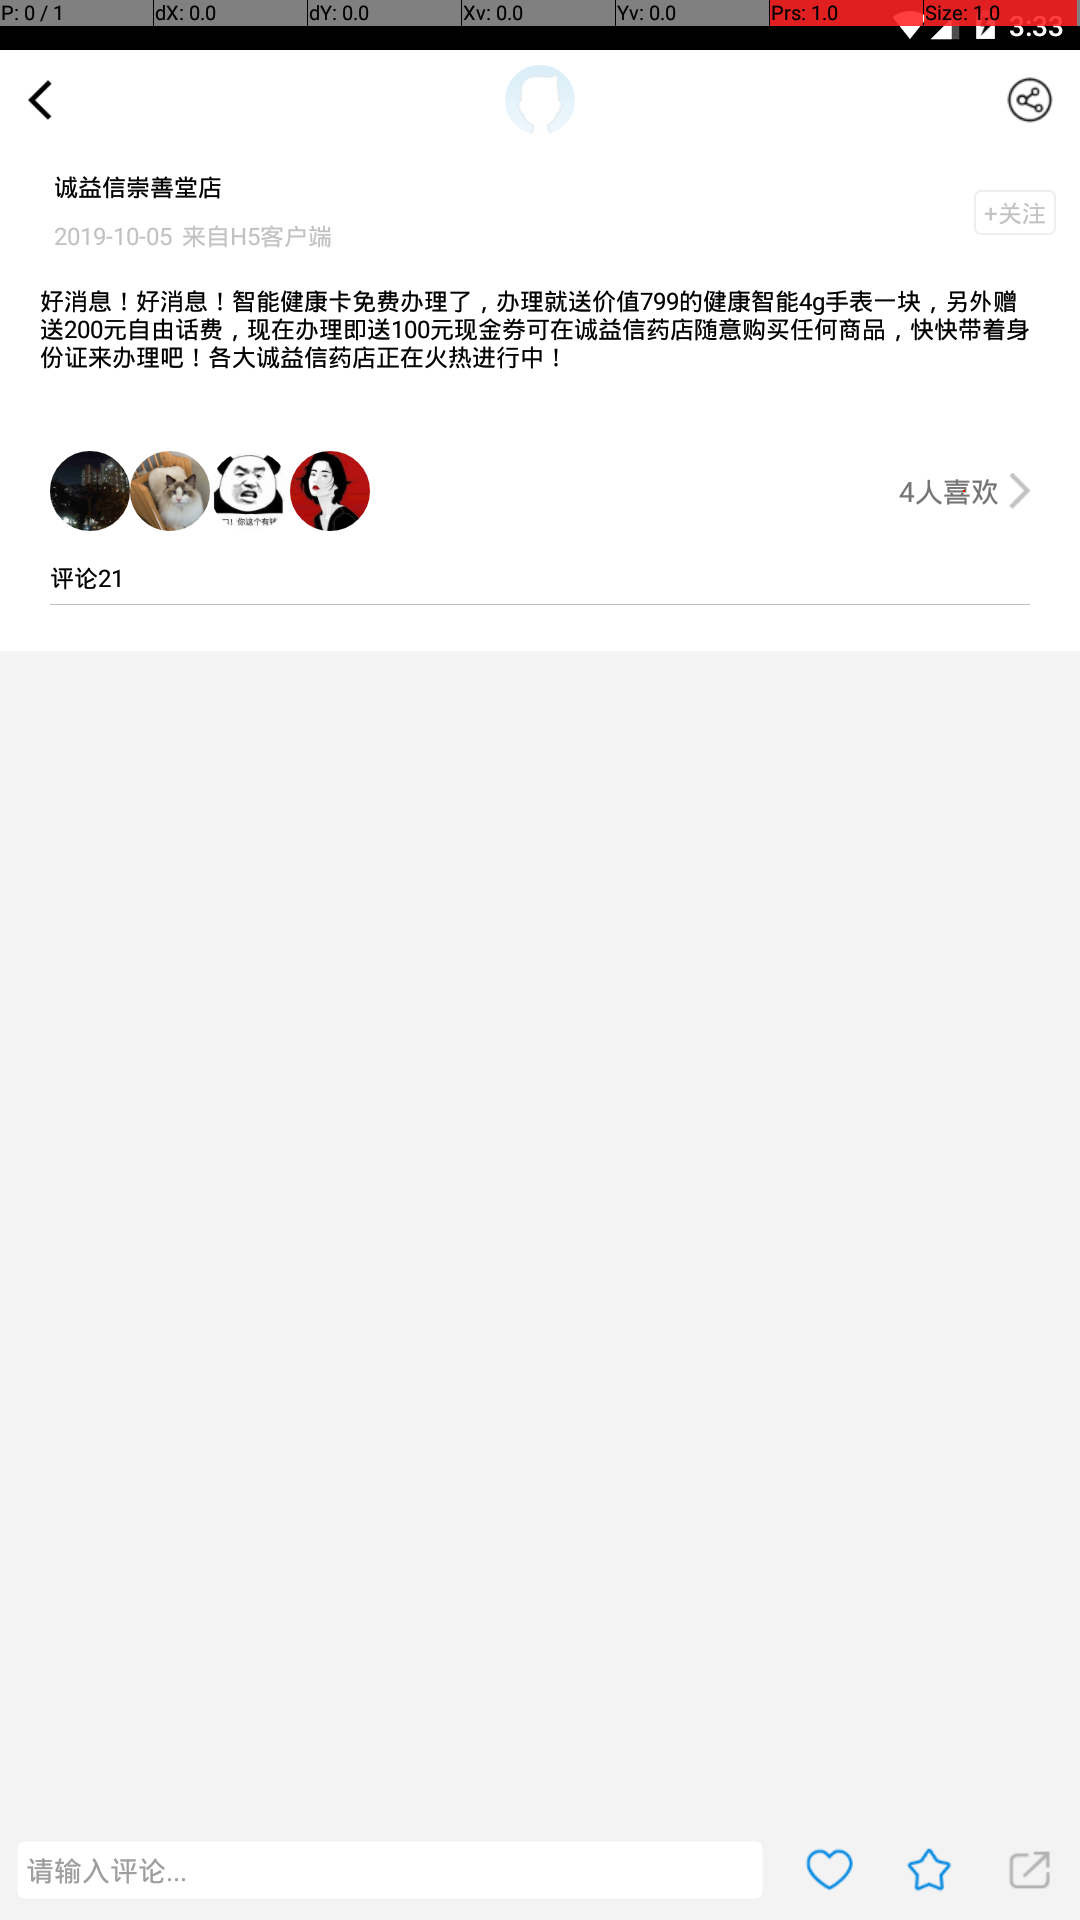 P: 0 / 1 dX: 0.0 dY: 0.0 Xv: 0.0 Yv: 0.0 Prs: 1.0 Size: 1.0
3:33
诚益信崇善堂店
+关注
2019-10-05 来自H5客户端
好消息！好消息！智能健康卡免费办理了，办理就送价值799的健康智能4g手表一块，另外赠
送200元自由话费，现在办理即送100元现金券可在诚益信药店随意购买任何商品，快快带着身
份证来办理吧！各大诚益信药店正在火热进行中！
你这个有钱
4人喜欢
评论21
请输入评论...